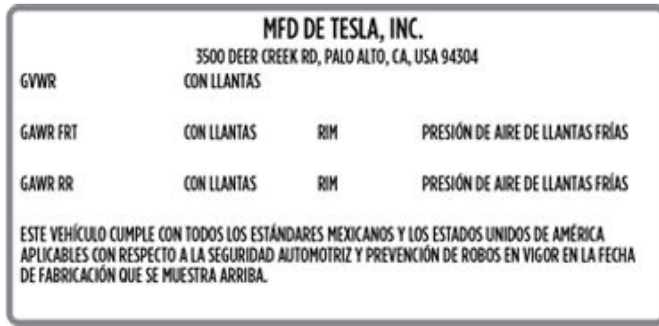 MFD DE TESLA, INC.
3500 DEER CREEK RD, PALO ALTO, CA, USA 94304
GVWR CON LLANTAS
GAWR FRT CON LLANTAS RIM PRESIÓN DE AIRE DE LLANTAS FRÍAS
GAWR RR CON LLANTAS RIM PRESIÓN DE AIRE DE LLANTAS FRÍAS
ESTE VEHÍCULO CUMPLE CON TODOS LOS ESTÁNDARES MEXICANOS Y LOS ESTADOS UNIDOS DE AMÉRICA
APLICABLES CON RESPECTO A LA SEGURIDAD AUTOMOTRIZ Y PREVENCIÓN DE ROBOS EN VIGOR EN LA FECHA
DE FABRICACIÓN QUE SE MUESTRA ARRIBA.